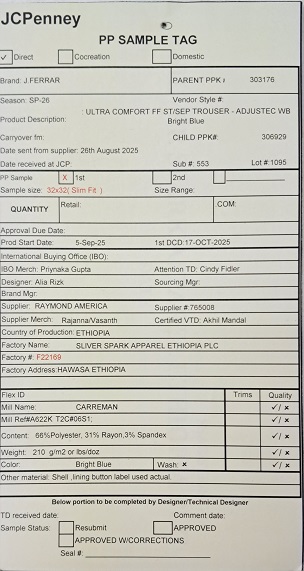 JCPenney
PP SAMPLE TAG
✓ Direct Cocreation Domestic
Brand: J.FERRAR PARENT PPK# 303176
Season: SP-26 Vendor Style #:
Product Description: ULTRA COMFORT FF ST/SEP TROUSER - ADJUSTEC WB
Bright Blue
Carryover fm: CHILD PPK#: 306929
Date sent from supplier: 26th August 2025
Date received at JCP: Sub #: 553 Lot #:1095
PP Sample X 1st 2nd
Sample size: 32x32( Slim Fit ) Size Range:
QUANTITY Retail: COM:
Approval Due Date:
Prod Start Date: 5-Sep-25 1st DCD:17-OCT-2025
International Buying Office (IBO):
IBO Merch: Priynaka Gupta Attention TD: Cindy Fidler
Designer: Alia Rizk Sourcing Mgr:
Brand Mgr:
Supplier: RAYMOND AMERICA Supplier #:765008
Supplier Merch: Rajanna/Vasanth Certified VTD: Akhil Mandal
Country of Production: ETHIOPIA
Factory Name: SLIVER SPARK APPAREL ETHIOPIA PLC
Factory #: F22169
Factory Address:HAWASA ETHIOPIA
Flex ID Trims Quality
Mill Name: CARREMAN ✓/ x
Mill Ref#A622K T2C#06S1; ✓/ x
Content: 66%Polyester, 31% Rayon,3% Spandex ✓/ x
Weight: 210 g/m2 or lbs/doz ✓/ x
Color: Bright Blue Wash: x ✓/ x
Other material: Shell ,lining button label used actual.
Below portion to be completed by Designer/Technical Designer
TD received date: Comment date:
Sample Status: Resubmit APPROVED
APPROVED W/CORRECTIONS
Seal #: